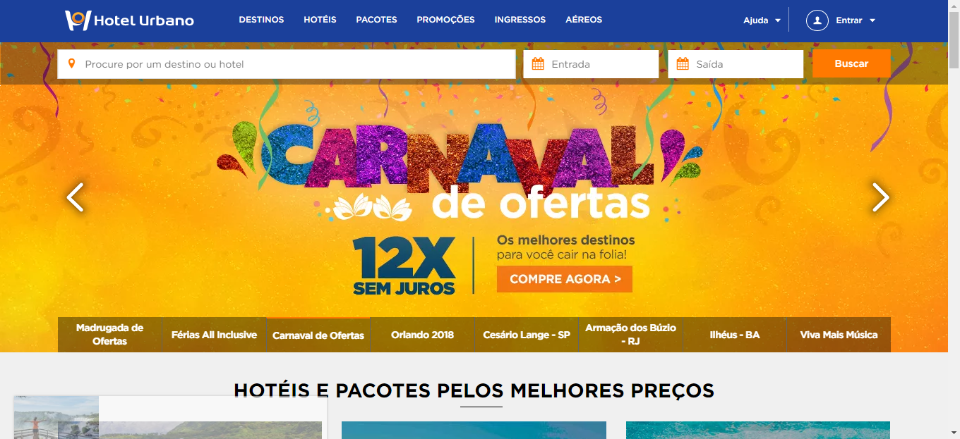 Hotel Urbano
DESTINOS HOTÉIS PACOTES PROMOÇÕES INGRESSOS AÉREOS
Ajuda
Entrar
Procure por um destino ou hotel
Entrada
Saída
Buscar
CARNAVAL
de ofertas
12X
SEM JUROS
Os melhores destinos
para você cair na folia!
COMPRE AGORA >
Madrugada de
Ofertas
Férias All Inclusive
Carnaval de Ofertas
Orlando 2018
Cesário Lange - SP
Armação dos Búzio
- RJ
Ilhéus - BA
Viva Mais Música
HOTÉIS E PACOTES PELOS MELHORES PREÇOS